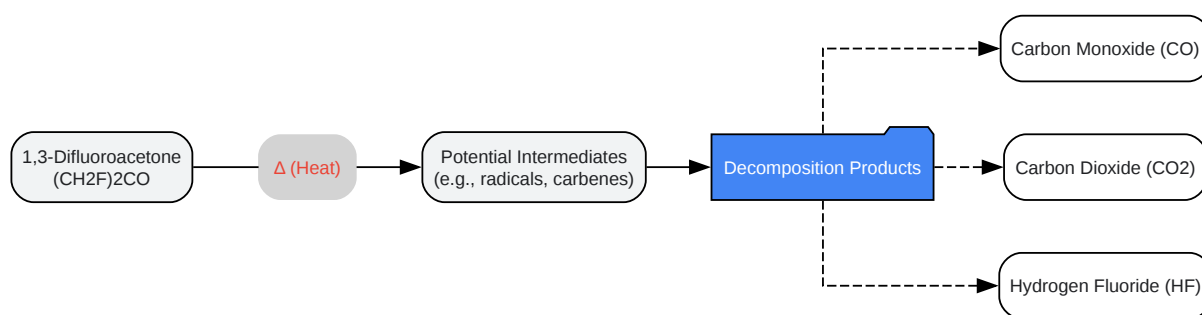 Carbon Monoxide (CO)
1,3-Difluoroacetone
(CH2F)2CO
Δ (Heat)
Potential Intermediates
(e.g., radicals, carbenes)
Decomposition Products
Carbon Dioxide (CO2)
Hydrogen Fluoride (HF)